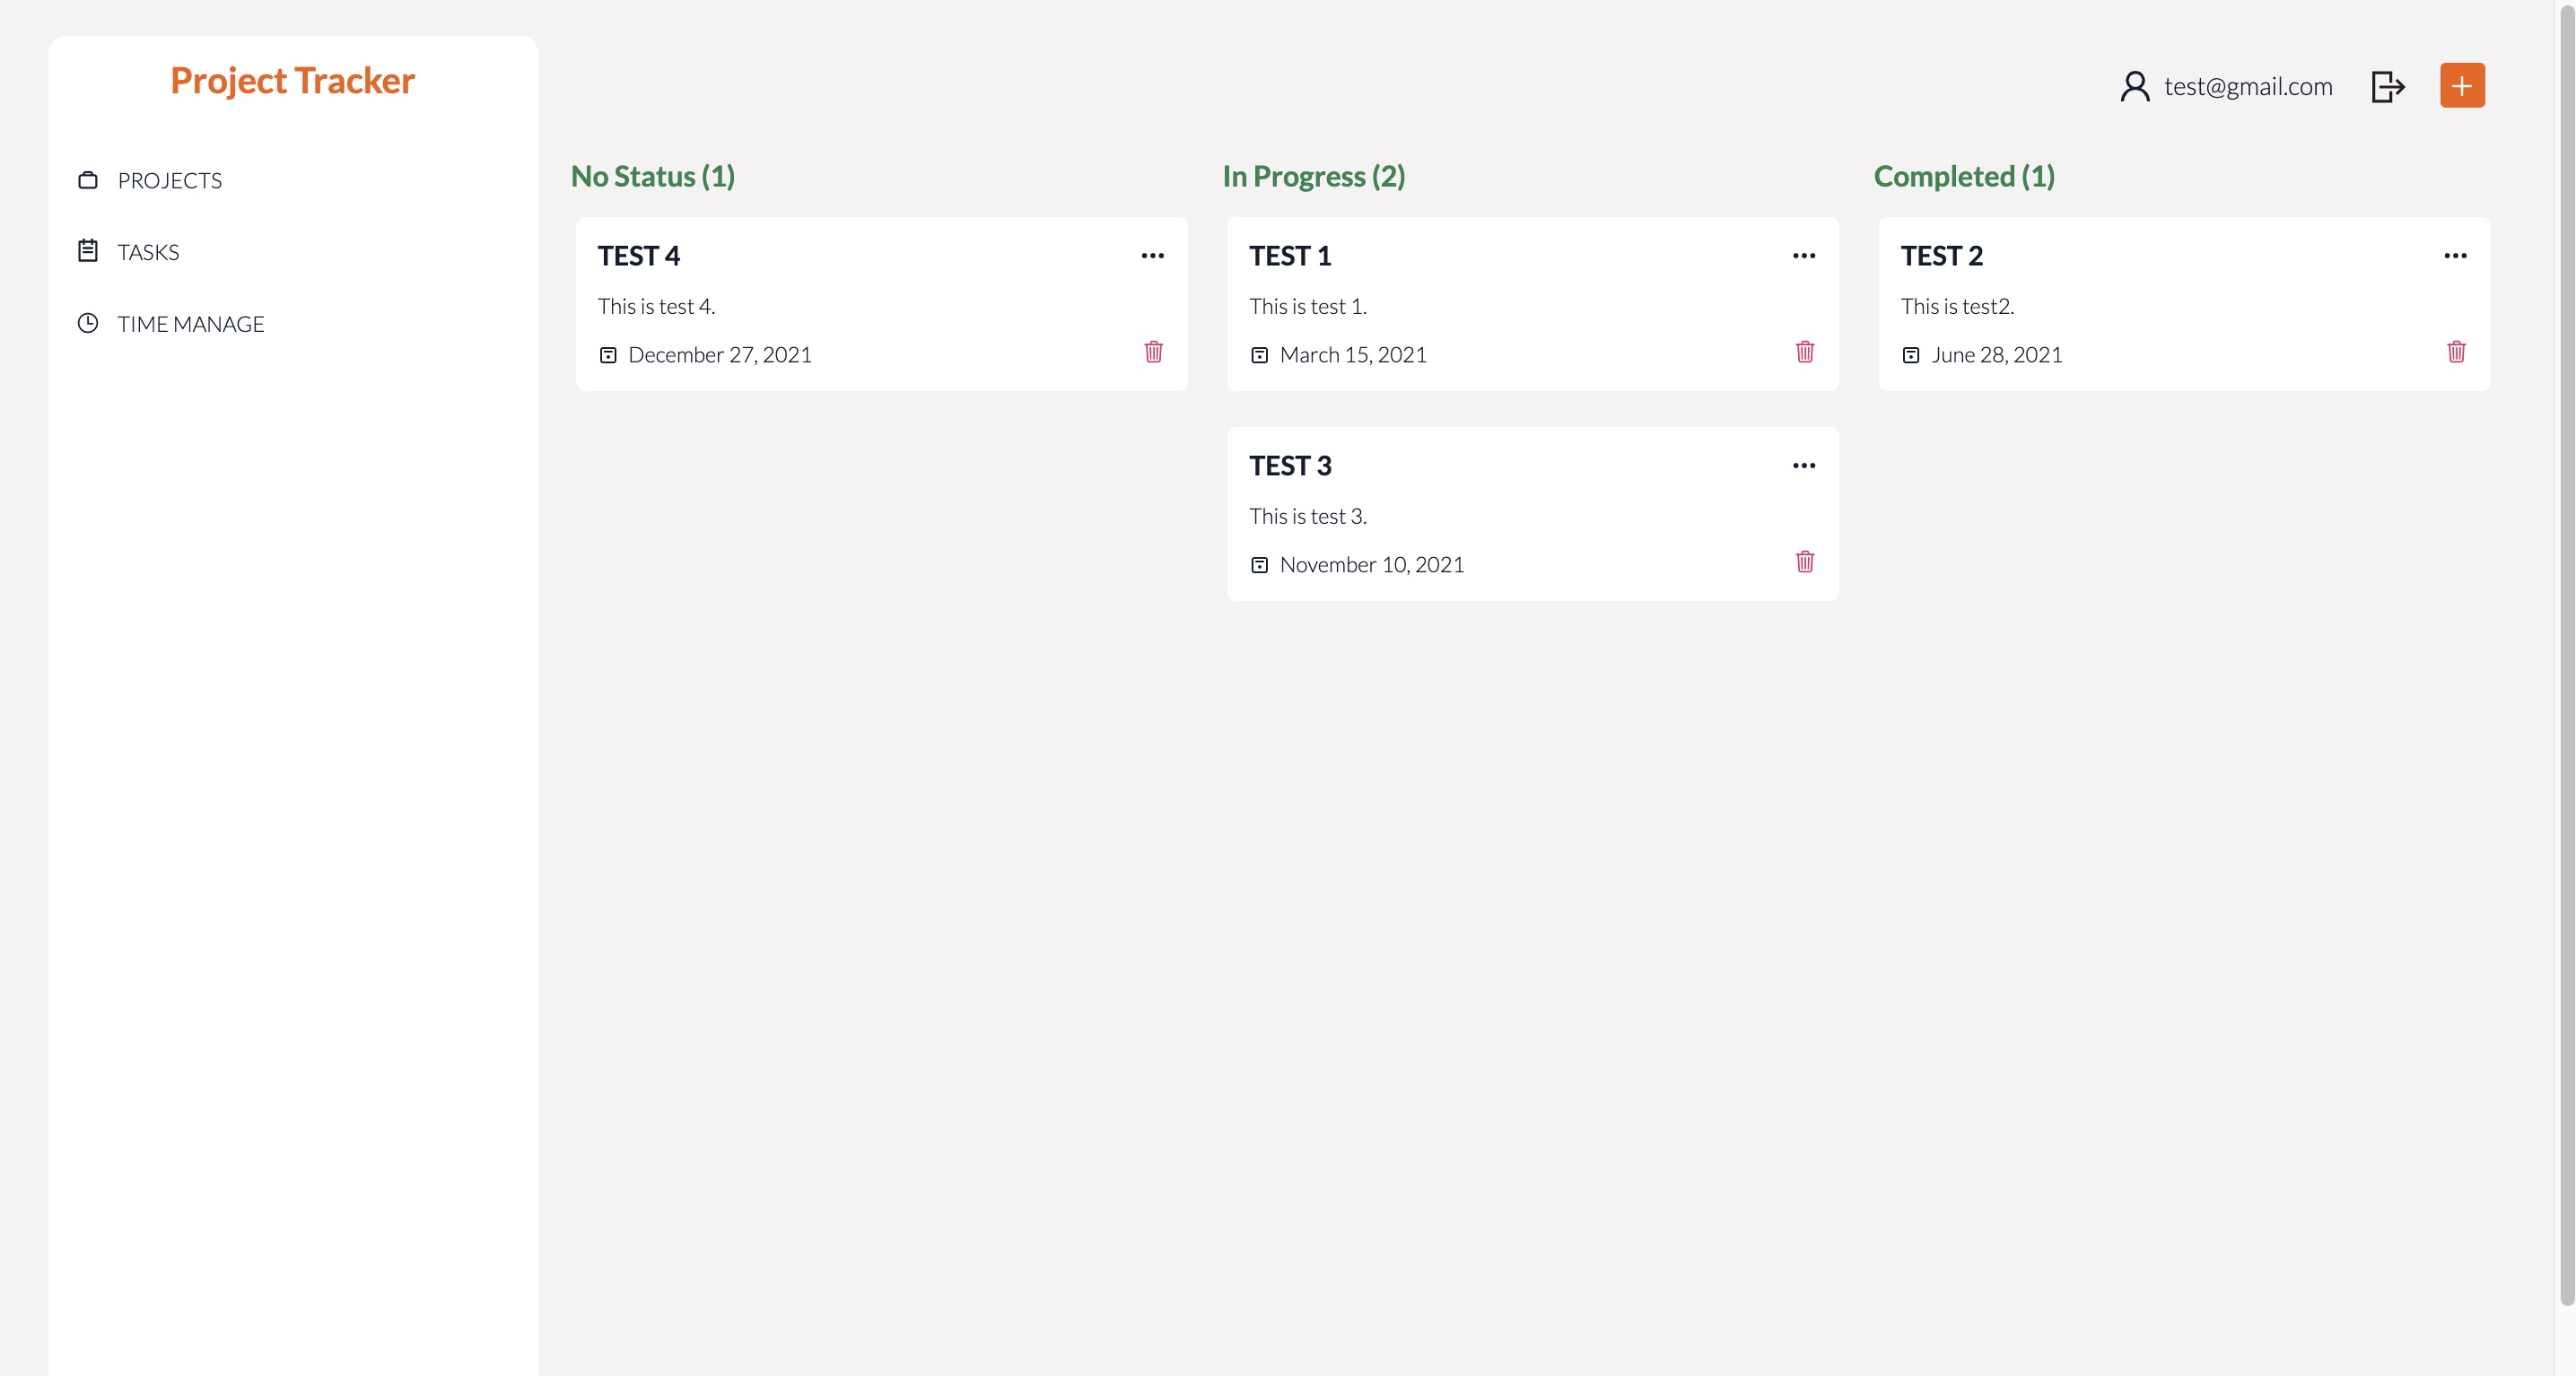 Project Tracker
PROJECTS
TASKS
TIME MANAGE
test@gmail.com
No Status (1)
TEST 4
This is test 4.
December 27, 2021
In Progress (2)
TEST 1
This is test 1.
March 15, 2021
TEST 3
This is test 3.
November 10, 2021
Completed (1)
TEST 2
This is test2.
June 28, 2021